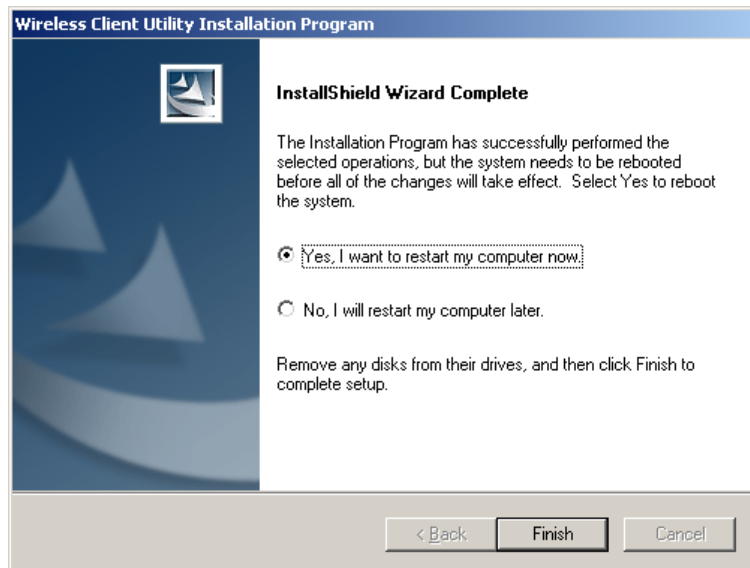 Wireless Client Utility Installation Program
InstallShield Wizard Complete
The Installation Program has successfully performed the
selected operations, but the system needs to be rebooted
before all of the changes will take effect.  Select Yes to reboot
the system.
Yes, I want to restart my computer now.
No, I will restart my computer later.
Remove any disks from their drives, and then click Finish to
complete setup.
< Back
Finish
Cancel